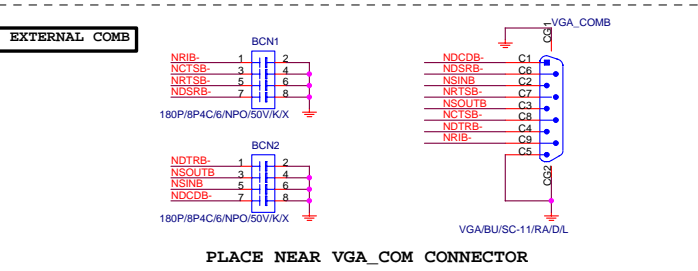 EXTERNAL COMB
BCN1
NRIB- 1 2
NCTSB- 3 4
NRTSB- 5 6
NDSRB- 7 8
180P/8P4C/6/NPO/50V/K/X
BCN2
NDTRB- 1 2
NSOUTB 3 4
NSINB 5 6
NDCDB- 7 8
180P/8P4C/6/NPO/50V/K/X
VGA_COMB
CG1
NDCDB- C1
NDSRB- C6
NSINB C2
NRTSB- C7
NSOUTB C3
NCTSB- C8
NDTRB- C4
NRIB- C9
C5
CG2
VGA/BU/SC-11/RA/D/L
PLACE NEAR VGA_COM CONNECTOR